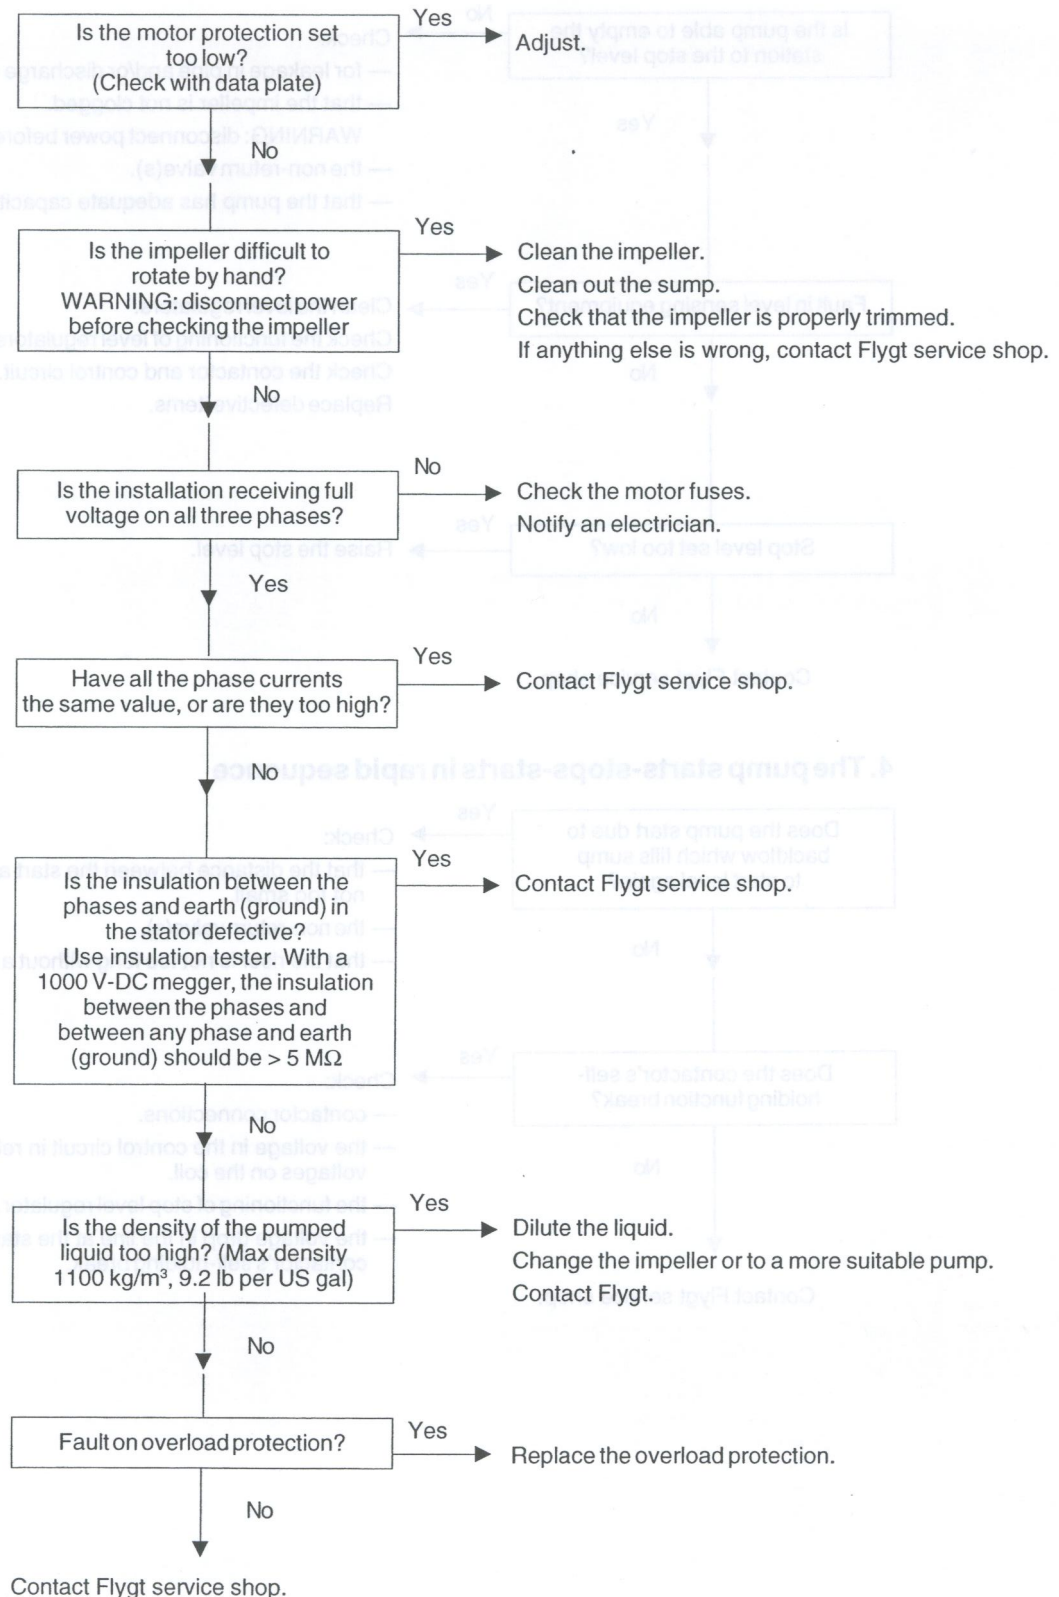 Is the motor protection set
too low?
(Check with data plate)
Yes
Adjust.
No
Is the impeller difficult to
rotate by hand?
WARNING: disconnect power
before checking the impeller
Yes
Clean the impeller.
Clean out the sump.
Check that the impeller is properly trimmed.
If anything else is wrong, contact Flygt service shop.
No
Is the installation receiving full
voltage on all three phases?
No
Check the motor fuses.
Notify an electrician.
Yes
Have all the phase currents
the same value, or are they too high?
Yes
Contact Flygt service shop.
No
Is the insulation between the
phases and earth (ground) in
the stator defective?
Use insulation tester. With a
1000 V-DC megger, the insulation
between the phases and
between any phase and earth
(ground) should be > 5 MΩ
Yes
Contact Flygt service shop.
No
Is the density of the pumped
liquid too high? (Max density
1100 kg/m³, 9.2 lb per US gal)
Yes
Dilute the liquid.
Change the impeller or to a more suitable pump.
Contact Flygt.
No
Fault on overload protection?
Yes
Replace the overload protection.
No
Contact Flygt service shop.